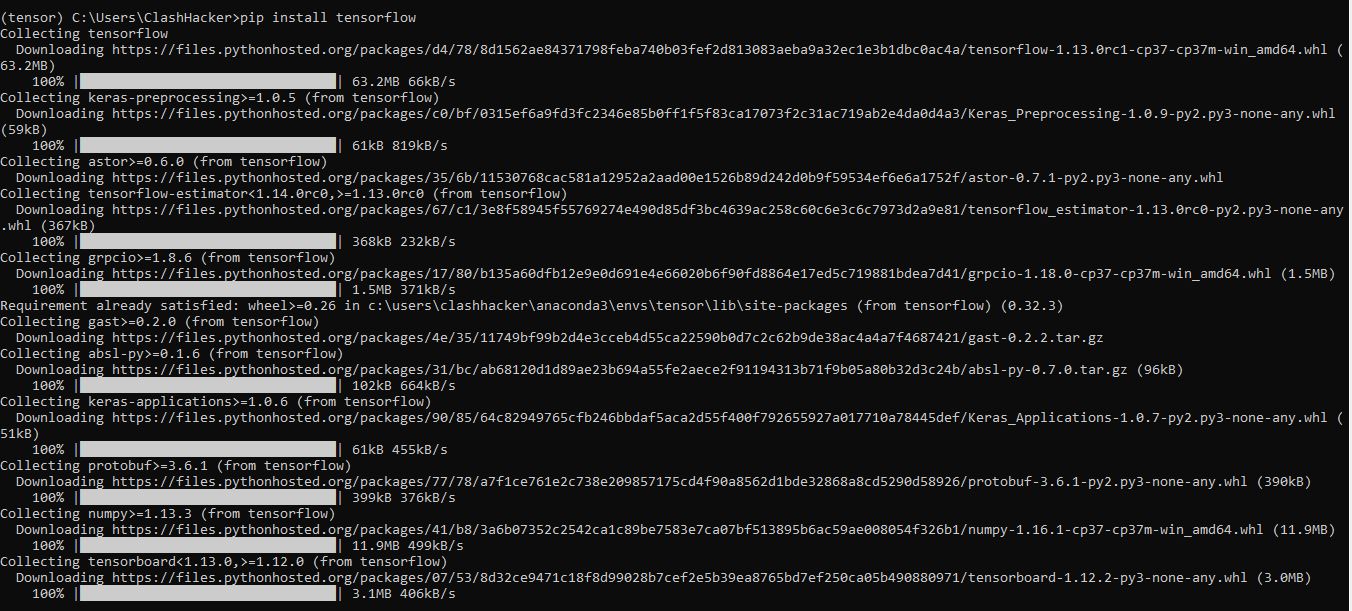 (tensor) C:\Users\ClashHacker>pip install tensorflow
Collecting tensorflow
  Downloading https://files.pythonhosted.org/packages/d4/78/8d1562ae84371798feba740b03fef2d813083aeba9a32ec1e3b1dbc0ac4a/tensorflow-1.13.0rc1-cp37-cp37m-win_amd64.whl (
63.2MB)
    100% |████████████████████████████████| 63.2MB 66kB/s
Collecting keras-preprocessing>=1.0.5 (from tensorflow)
  Downloading https://files.pythonhosted.org/packages/c0/bf/0315ef6a9fd3fc2346e85b0ff1f5f83ca17073f2c31ac719ab2e4da0d4a3/Keras_Preprocessing-1.0.9-py2.py3-none-any.whl
(59kB)
    100% |████████████████████████████████| 61kB 819kB/s
Collecting astor>=0.6.0 (from tensorflow)
  Downloading https://files.pythonhosted.org/packages/35/6b/11530768cac581a12952a2aad00e1526b89d242d0b9f59534ef6e6a1752f/astor-0.7.1-py2.py3-none-any.whl
Collecting tensorflow-estimator<1.14.0rc0,>=1.13.0rc0 (from tensorflow)
  Downloading https://files.pythonhosted.org/packages/67/c1/3e8f58945f55769274e490d85df3bc4639ac258c60c6e3c6c7973d2a9e81/tensorflow_estimator-1.13.0rc0-py2.py3-none-any
.whl (367kB)
    100% |████████████████████████████████| 368kB 232kB/s
Collecting grpcio>=1.8.6 (from tensorflow)
  Downloading https://files.pythonhosted.org/packages/17/80/b135a60dfb12e9e0d691e4e66020b6f90fd8864e17ed5c719881bdea7d41/grpcio-1.18.0-cp37-cp37m-win_amd64.whl (1.5MB)
    100% |████████████████████████████████| 1.5MB 371kB/s
Requirement already satisfied: wheel>=0.26 in c:\users\clashhacker\anaconda3\envs\tensor\lib\site-packages (from tensorflow) (0.32.3)
Collecting gast>=0.2.0 (from tensorflow)
  Downloading https://files.pythonhosted.org/packages/4e/35/11749bf99b2d4e3cceb4d55ca22590b0d7c2c62b9de38ac4a4a7f4687421/gast-0.2.2.tar.gz
Collecting absl-py>=0.1.6 (from tensorflow)
  Downloading https://files.pythonhosted.org/packages/31/bc/ab68120d1d89ae23b694a55fe2aece2f91194313b71f9b05a80b32d3c24b/absl-py-0.7.0.tar.gz (96kB)
    100% |████████████████████████████████| 102kB 664kB/s
Collecting keras-applications>=1.0.6 (from tensorflow)
  Downloading https://files.pythonhosted.org/packages/90/85/64c82949765cfb246bbdaf5aca2d55f400f792655927a017710a78445def/Keras_Applications-1.0.7-py2.py3-none-any.whl (
51kB)
    100% |████████████████████████████████| 61kB 455kB/s
Collecting protobuf>=3.6.1 (from tensorflow)
  Downloading https://files.pythonhosted.org/packages/77/78/a7f1ce761e2c738e209857175cd4f90a8562d1bde32868a8cd5290d58926/protobuf-3.6.1-py2.py3-none-any.whl (390kB)
    100% |████████████████████████████████| 399kB 376kB/s
Collecting numpy>=1.13.3 (from tensorflow)
  Downloading https://files.pythonhosted.org/packages/41/b8/3a6b07352c2542ca1c89be7583e7ca07bf513895b6ac59ae008054f326b1/numpy-1.16.1-cp37-cp37m-win_amd64.whl (11.9MB)
    100% |████████████████████████████████| 11.9MB 499kB/s
Collecting tensorboard<1.13.0,>=1.12.0 (from tensorflow)
  Downloading https://files.pythonhosted.org/packages/07/53/8d32ce9471c18f8d99028b7cef2e5b39ea8765bd7ef250ca05b490880971/tensorboard-1.12.2-py3-none-any.whl (3.0MB)
    100% |████████████████████████████████| 3.1MB 406kB/s